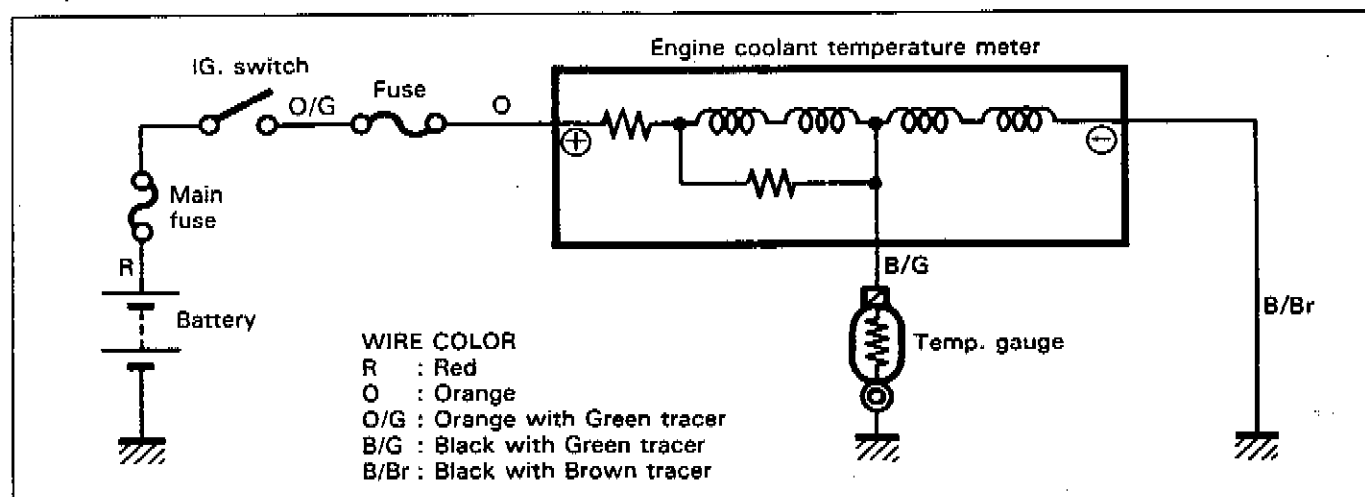 Engine coolant temperature meter
IG. switch
O/G
Fuse
O
Main
fuse
R
Battery
B/G
Temp. gauge
B/Br
WIRE COLOR
R : Red
O : Orange
O/G : Orange with Green tracer
B/G : Black with Green tracer
B/Br : Black with Brown tracer